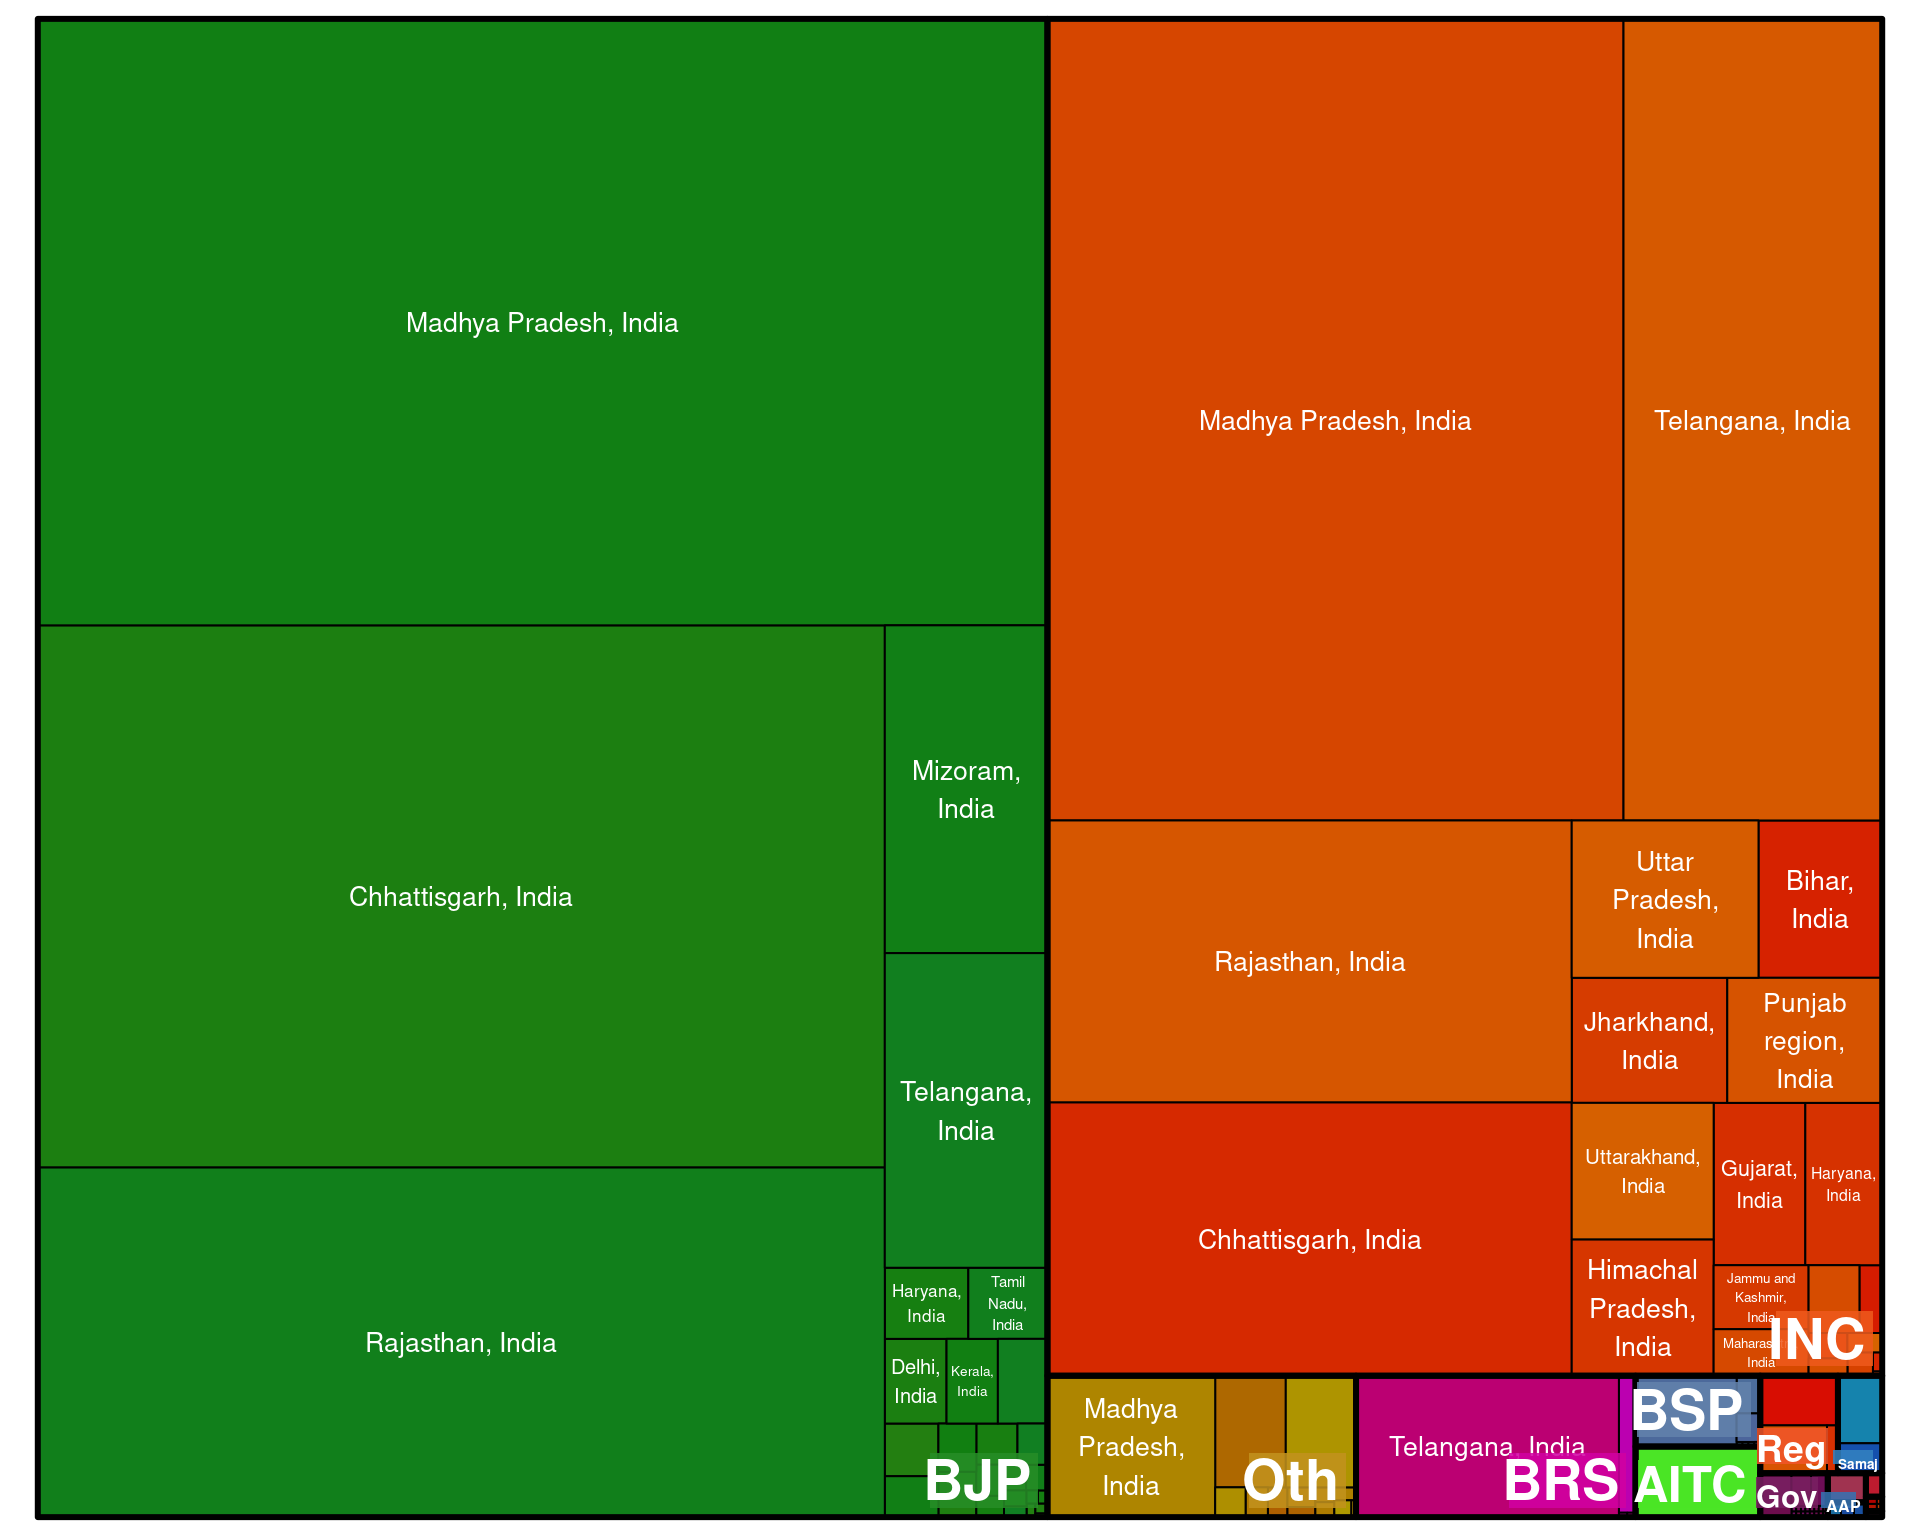 Madhya Pradesh, India
Chhattisgarh, India
Mizoram,
India
Telangana,
India
Rajasthan, India
Haryana,
India
Tamil
Nadu,
India
Delhi,
India
Kerala,
India
BJP
Madhya Pradesh, India
Telangana, India
Rajasthan, India
Uttar
Pradesh,
India
Bihar,
India
Jharkhand,
India
Punjab
region,
India
Chhattisgarh, India
Uttarakhand,
India
Gujarat,
India
Haryana,
India
Himachal
Pradesh,
India
Jammu and
Kashmir,
India
Maharashtra,
India
INC
Madhya
Pradesh,
India
Oth
Telangana, India
BRS
BSP
AITC
Reg
Samaj
Gov
AAP